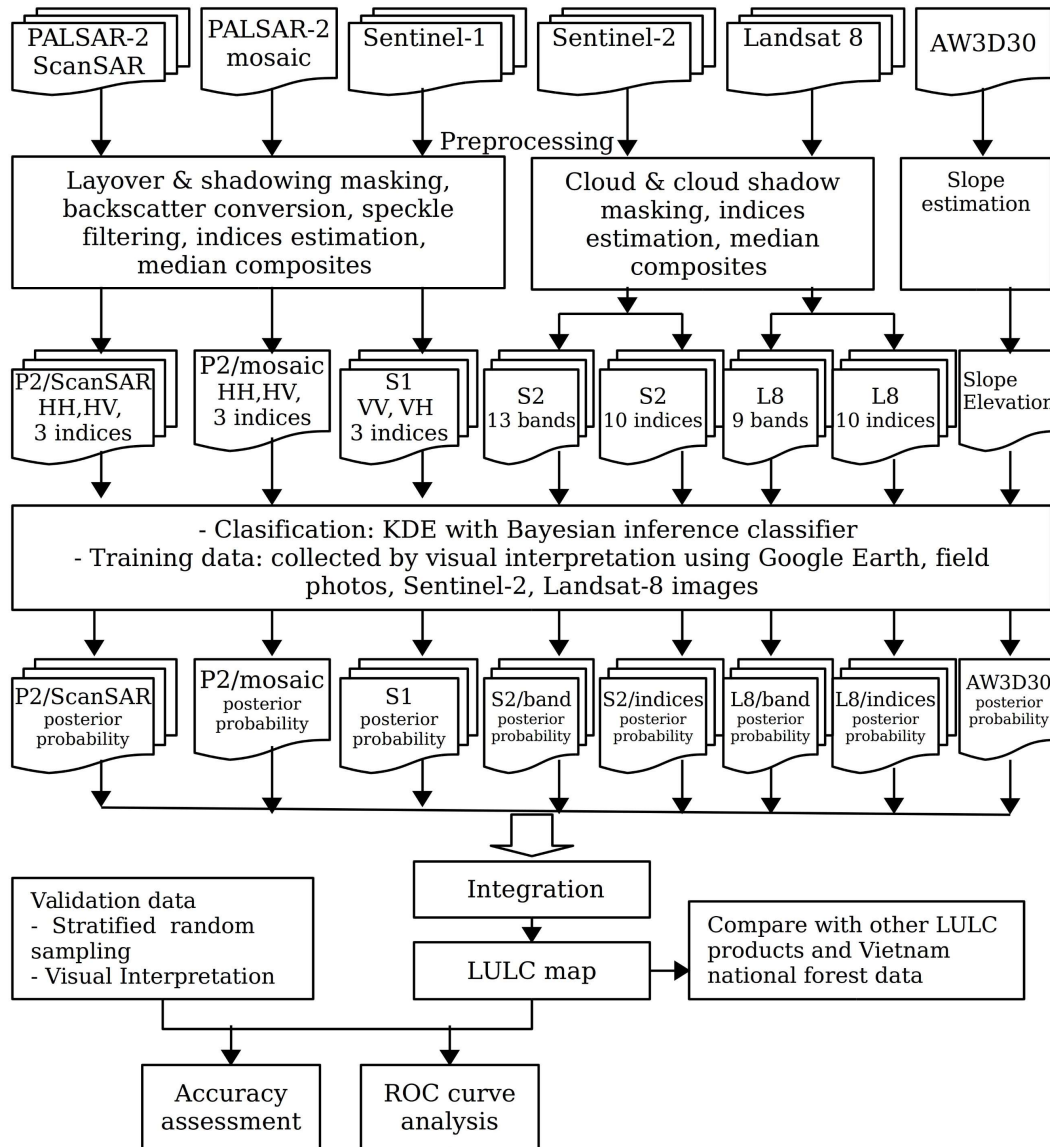 PALSAR-2
ScanSAR
PALSAR-2
mosaic
Sentinel-1
Sentinel-2
Landsat 8
AW3D30
Preprocessing
Layover & shadowing masking,
backscatter conversion, speckle
filtering, indices estimation,
median composites
Cloud & cloud shadow
masking, indices
estimation, median
composites
Slope
estimation
P2/ScanSAR
HH,HV,
3 indices
P2/mosaic
HH,HV,
3 indices
S1
VV, VH
3 indices
S2
13 bands
S2
10 indices
L8
9 bands
L8
10 indices
Slope
Elevation
- Clasification: KDE with Bayesian inference classifier
- Training data: collected by visual interpretation using Google Earth, field
photos, Sentinel-2, Landsat-8 images
P2/ScanSAR
posterior
probability
P2/mosaic
posterior
probability
S1
posterior
probability
S2/band
posterior
probability
S2/indices
posterior
probability
L8/band
posterior
probability
L8/indices
posterior
probability
AW3D30
posterior
probability
Integration
Validation data
- Stratified random
sampling
- Visual Interpretation
LULC map
Compare with other LULC
products and Vietnam
national forest data
Accuracy
assessment
ROC curve
analysis